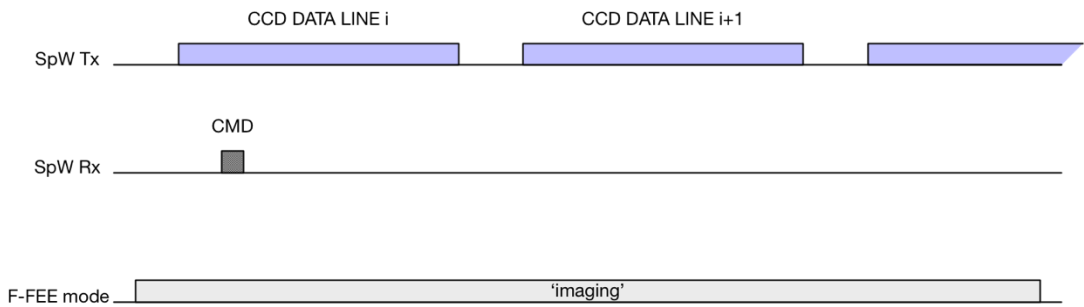 CCD DATA LINE i
CCD DATA LINE i+1
SpW Tx
CMD
SpW Rx
F-FEE mode
‘imaging’